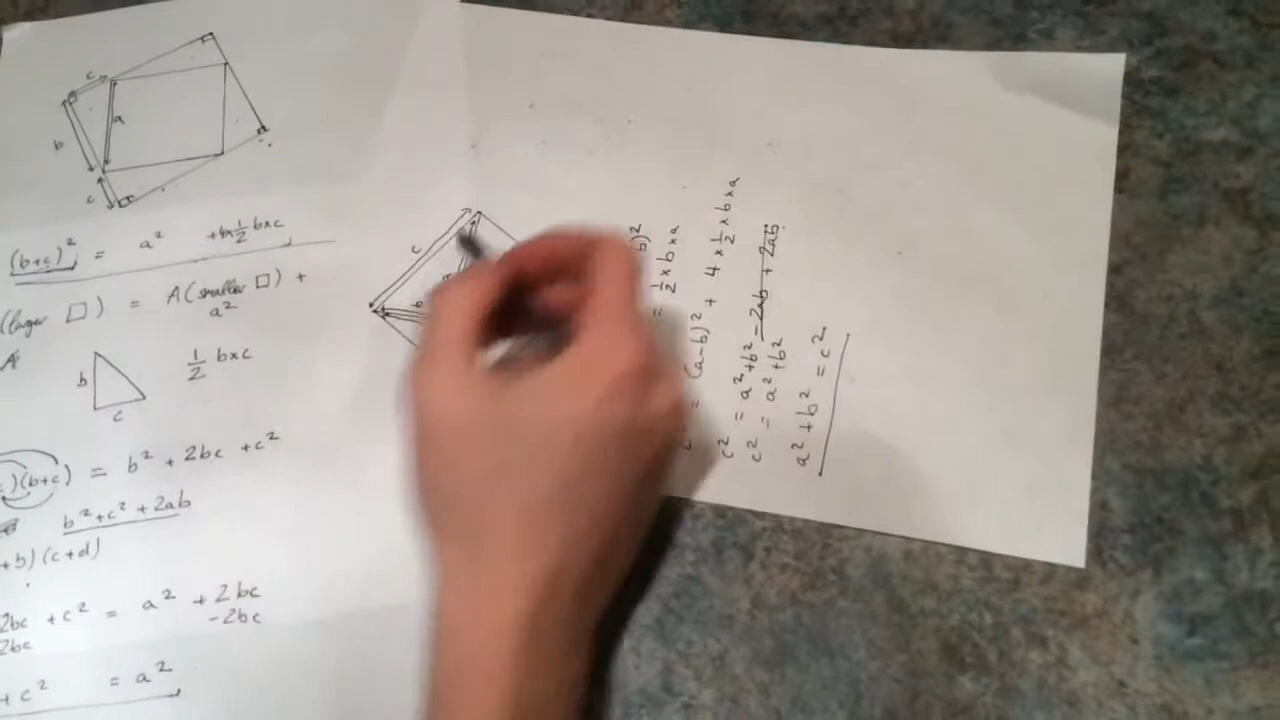 c
a
b
c
(b+c)² = a² + 4×½ b×c
(larger □) = A(smaller □) +
a²
A
b
c
½ b×c
)(b+c) = b² + 2bc + c²
b² + c² + 2ab
+b)(c+d)
2bc + c² = a² + 2bc
2bc -2bc
+ c² = a²
c
b
b)²
= ½ × b × a
= (a-b)² + 4 × ½ × b × a
c² = a² + b² - 2ab + 2ab
c² = a² + b²
a² + b² = c²